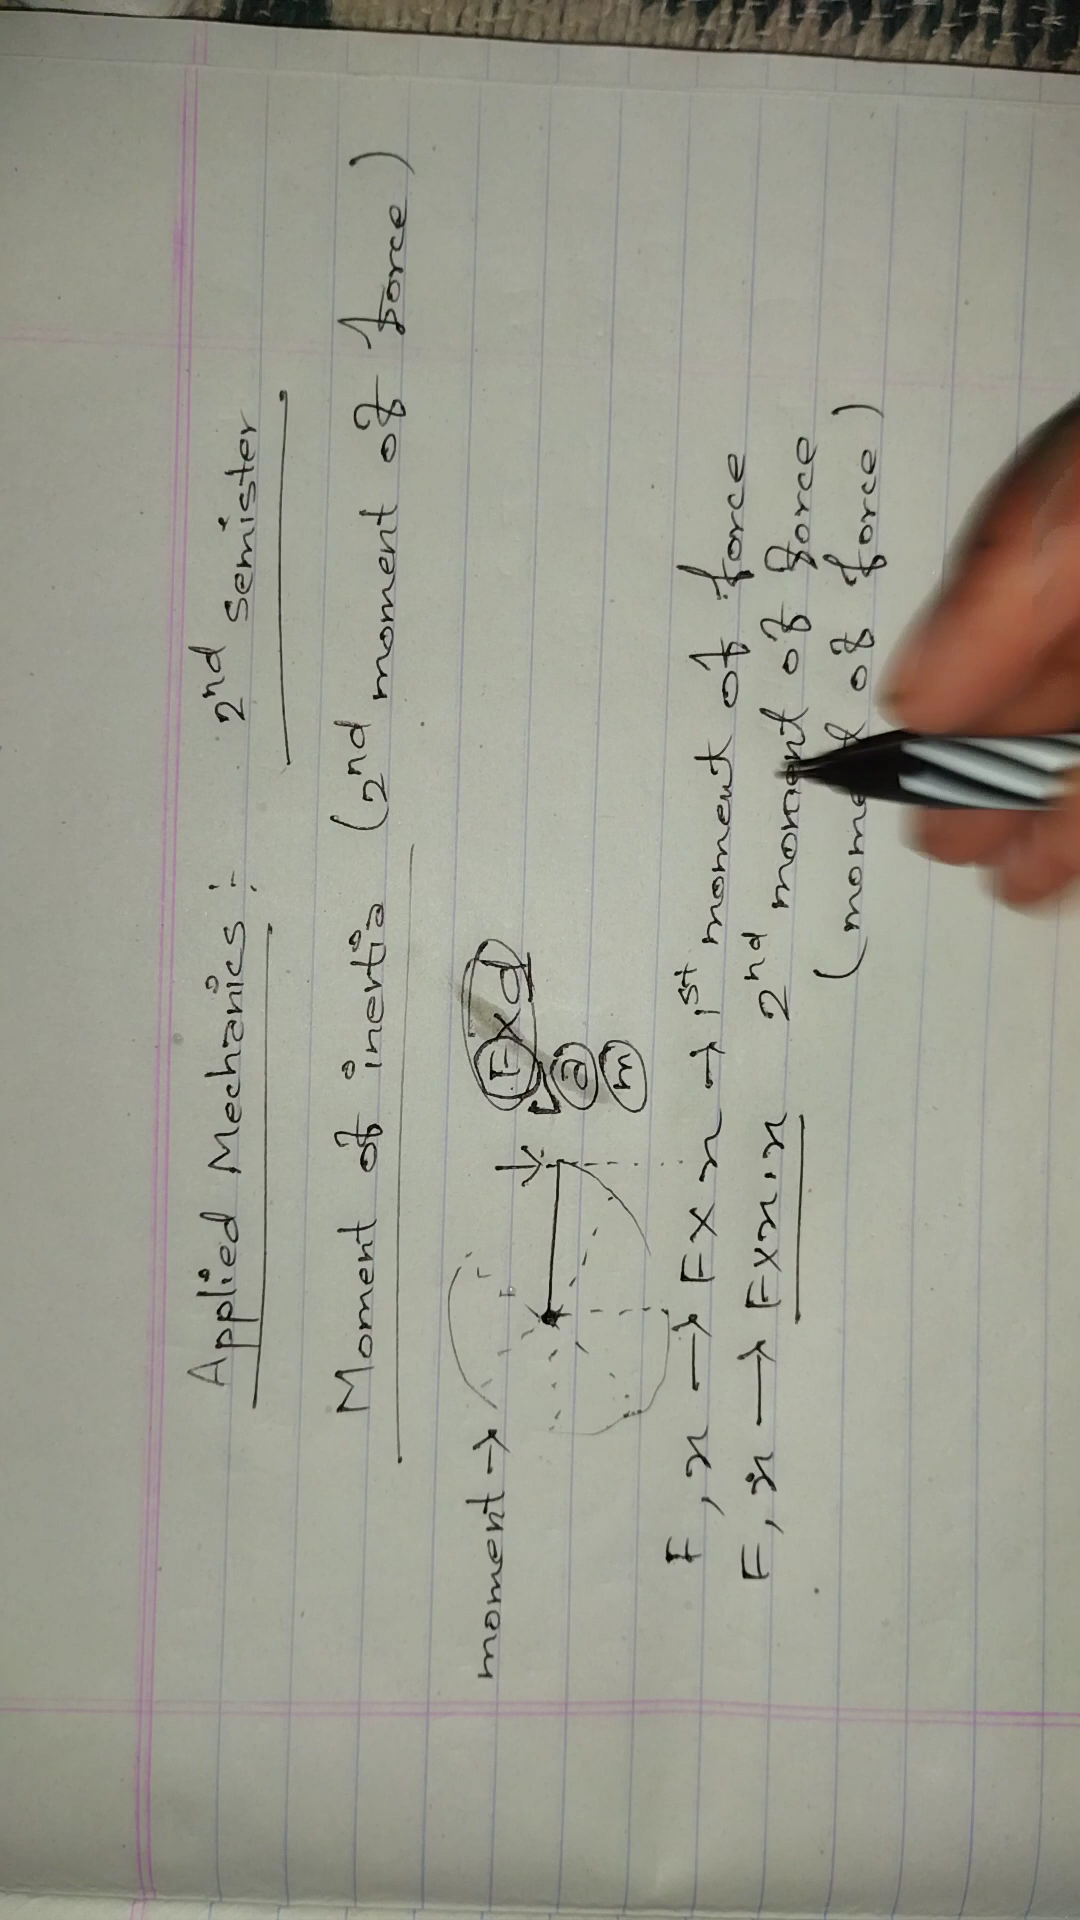 Applied Mechanics :- 2nd semister
Moment of inertia (2nd moment of force)
moment → F×d
a
m
F, x → F×x → 1st moment of force
F, x → F×x.x 2nd moment of force
(moment of force)